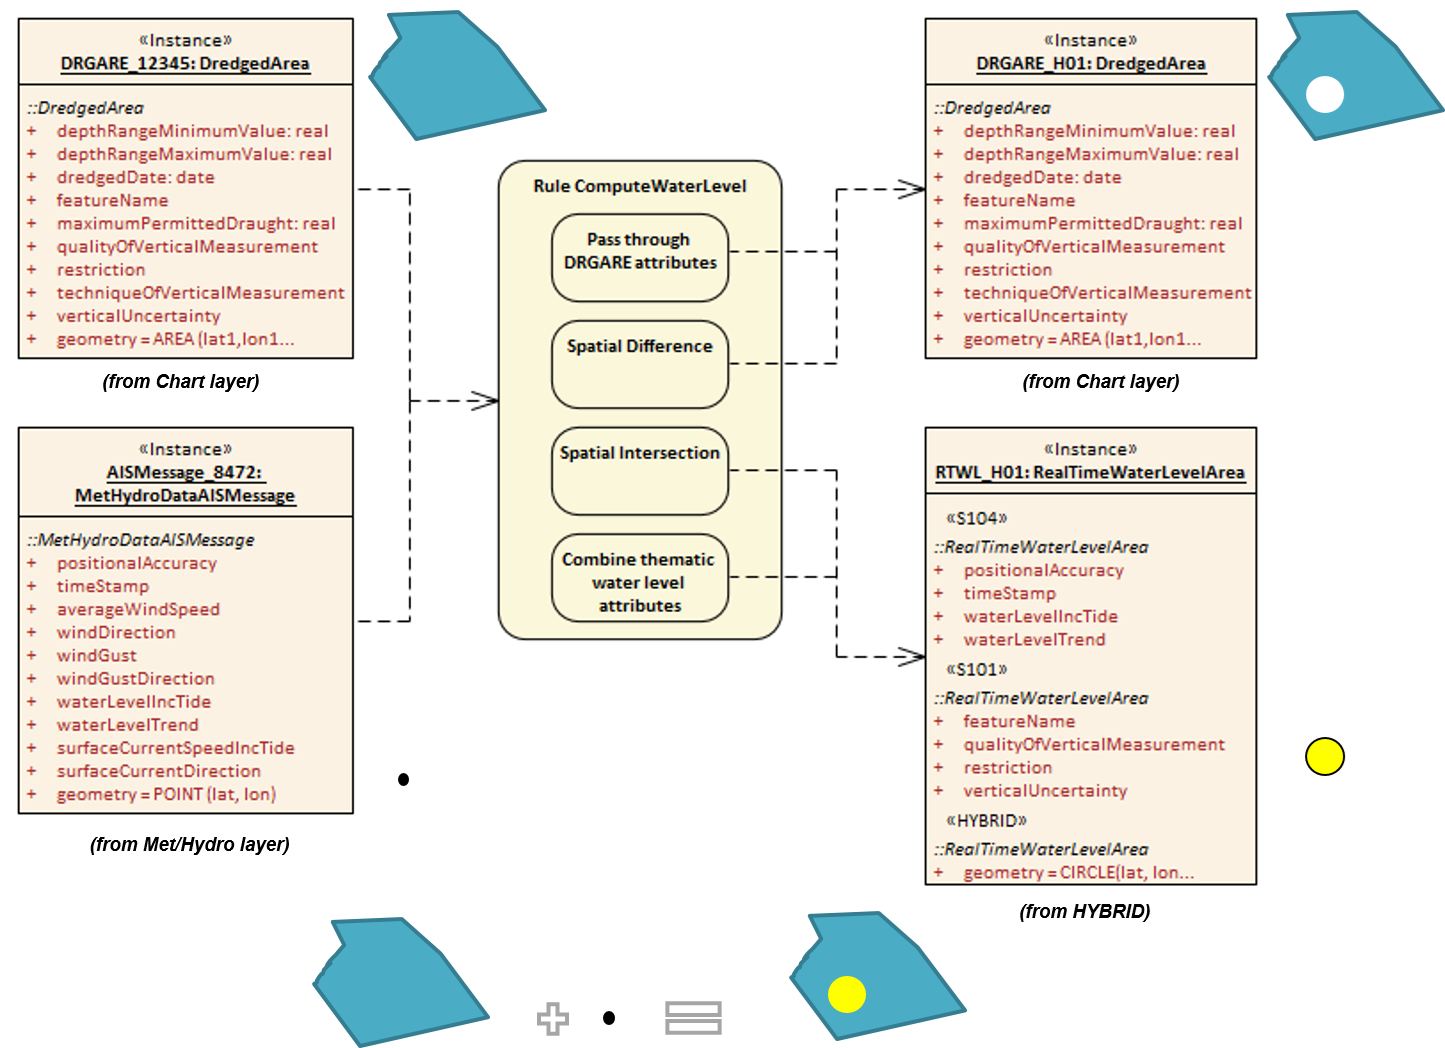 «Instance»
DRGARE_12345: DredgedArea
::DredgedArea
+ depthRangeMinimumValue: real
+ depthRangeMaximumValue: real
+ dredgedDate: date
+ featureName
+ maximumPermittedDraught: real
+ qualityOfVerticalMeasurement
+ restriction
+ techniqueOfVerticalMeasurement
+ verticalUncertainty
+ geometry = AREA (lat1,lon1...
(from Chart layer)
«Instance»
AISMessage_8472:
MetHydroDataAISMessage
::MetHydroDataAISMessage
+ positionalAccuracy
+ timeStamp
+ averageWindSpeed
+ windDirection
+ windGust
+ windGustDirection
+ waterLevelIncTide
+ waterLevelTrend
+ surfaceCurrentSpeedIncTide
+ surfaceCurrentDirection
+ geometry = POINT (lat, lon)
(from Met/Hydro layer)
Rule ComputeWaterLevel
Pass through
DRGARE attributes
Spatial Difference
Spatial Intersection
Combine thematic
water level
attributes
«Instance»
DRGARE_H01: DredgedArea
::DredgedArea
+ depthRangeMinimumValue: real
+ depthRangeMaximumValue: real
+ dredgedDate: date
+ featureName
+ maximumPermittedDraught: real
+ qualityOfVerticalMeasurement
+ restriction
+ techniqueOfVerticalMeasurement
+ verticalUncertainty
+ geometry = AREA (lat1,lon1...
(from Chart layer)
«Instance»
RTWL_H01: RealTimeWaterLevelArea
«S104»
::RealTimeWaterLevelArea
+ positionalAccuracy
+ timeStamp
+ waterLevelIncTide
+ waterLevelTrend
«S101»
::RealTimeWaterLevelArea
+ featureName
+ qualityOfVerticalMeasurement
+ restriction
+ verticalUncertainty
«HYBRID»
::RealTimeWaterLevelArea
+ geometry = CIRCLE(lat, lon...
(from HYBRID)